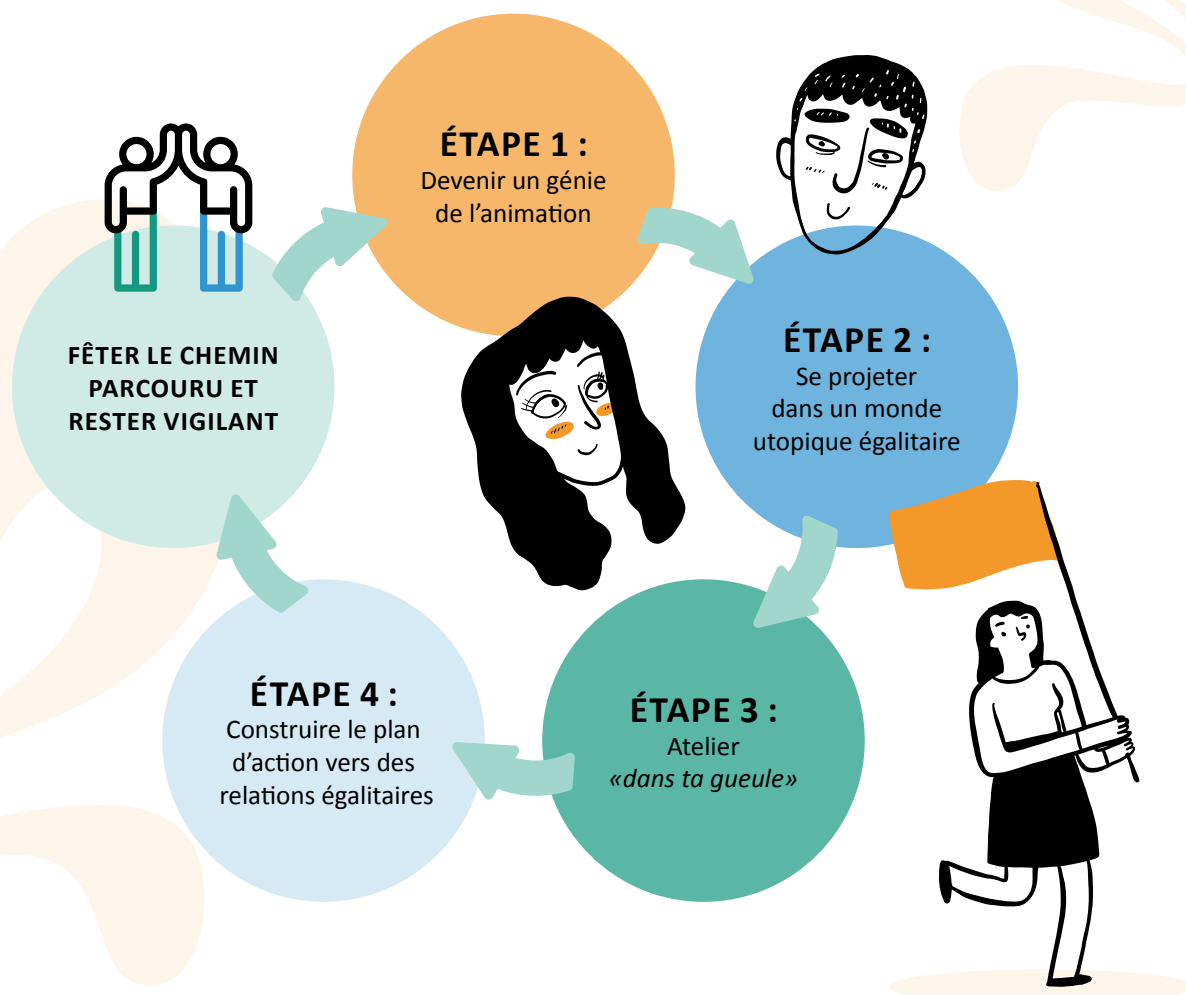 ÉTAPE 1 :
Devenir un génie
de l'animation
ÉTAPE 2 :
Se projeter
dans un monde
utopique égalitaire
ÉTAPE 3 :
Atelier
«dans ta gueule»
ÉTAPE 4 :
Construire le plan
d'action vers des
relations égalitaires
FÊTER LE CHEMIN
PARCOURU ET
RESTER VIGILANT